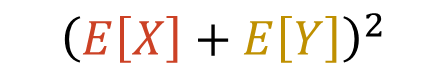 (E[X] + E[Y])²